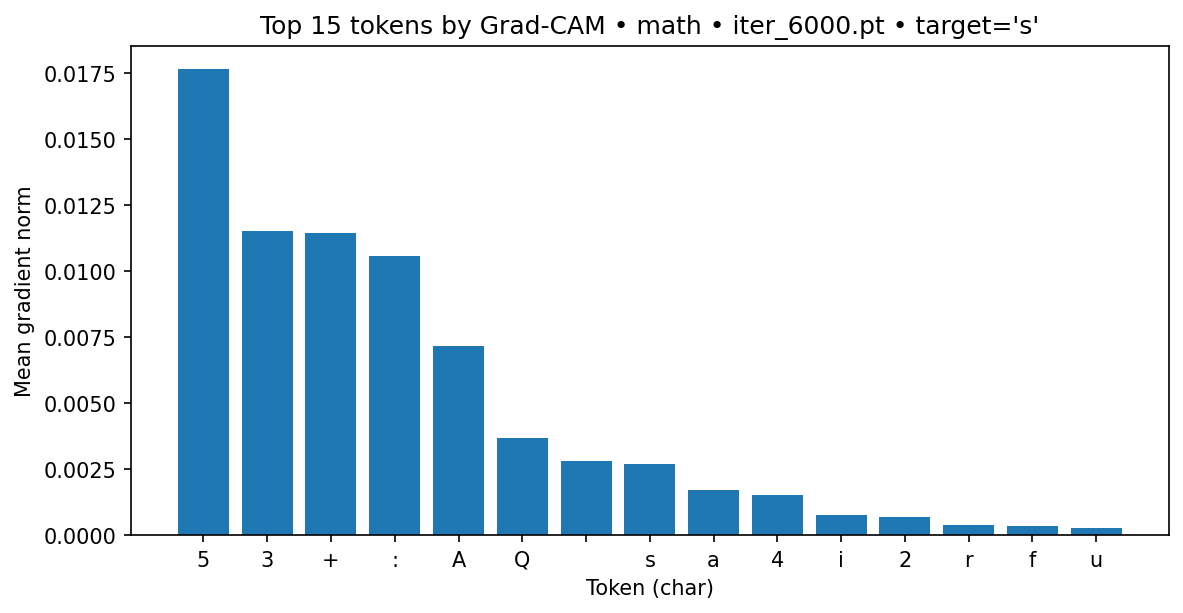 Top 15 tokens by Grad-CAM • math • iter_6000.pt • target='s'
Mean gradient norm
0.0175
0.0150
0.0125
0.0100
0.0075
0.0050
0.0025
0.0000
5 3 + : A Q s a 4 i 2 r f u
Token (char)